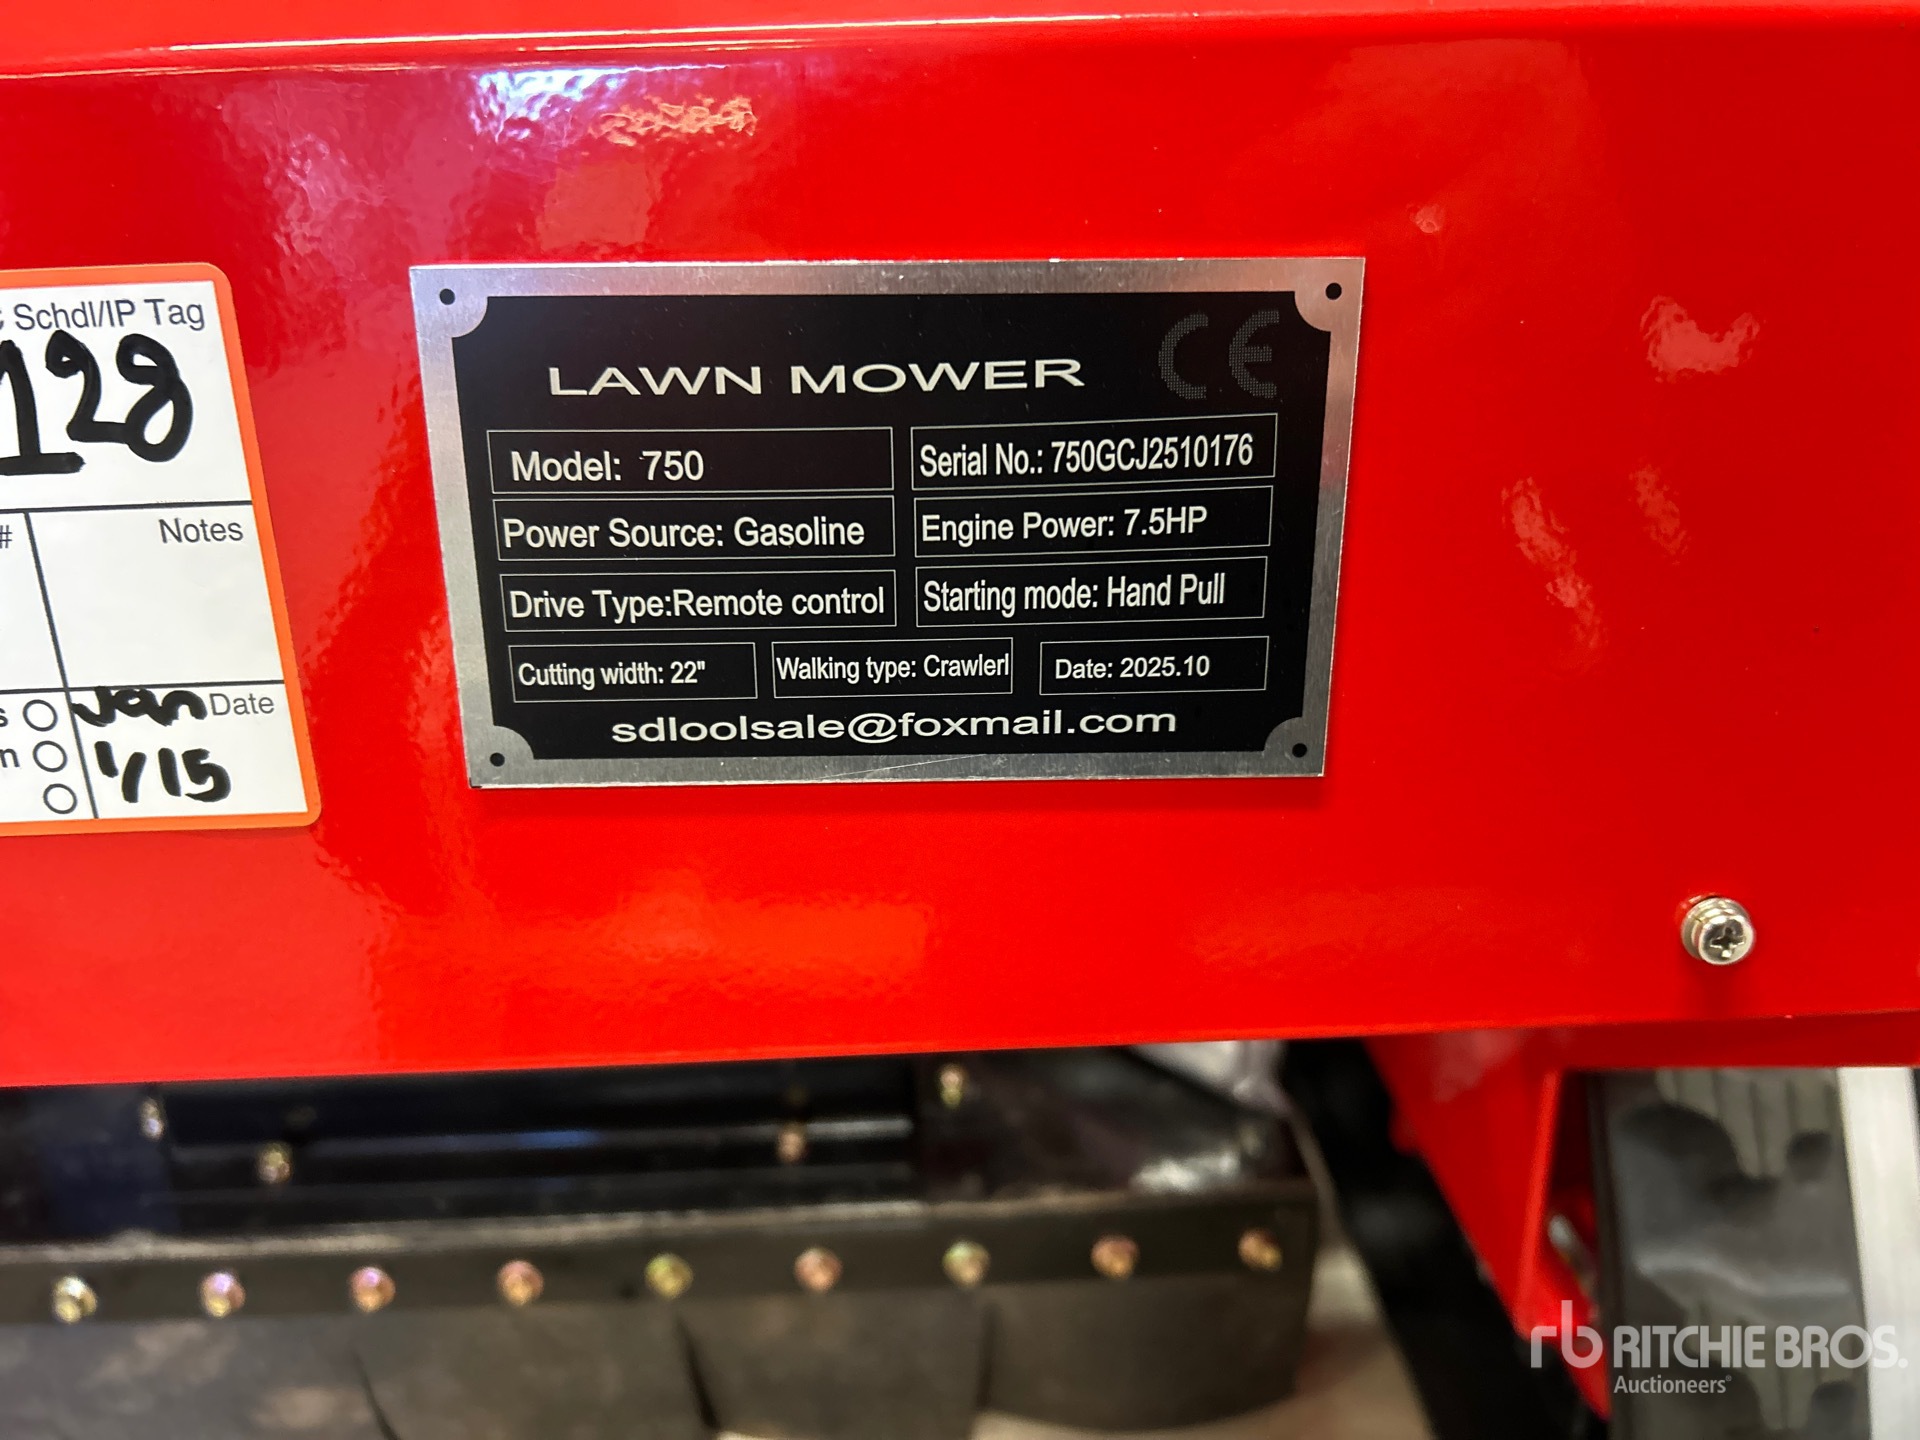 Schdl/IP Tag
128
#
Notes
s
Jan Date
n
1/15
CE
LAWN MOWER
Model: 750
Serial No.: 750GCJ2510176
Power Source: Gasoline
Engine Power: 7.5HP
Drive Type:Remote control
Starting mode: Hand Pull
Cutting width: 22"
Walking type: Crawlerl
Date: 2025.10
sdloolsale@foxmail.com
rb RITCHIE BROS.
Auctioneers